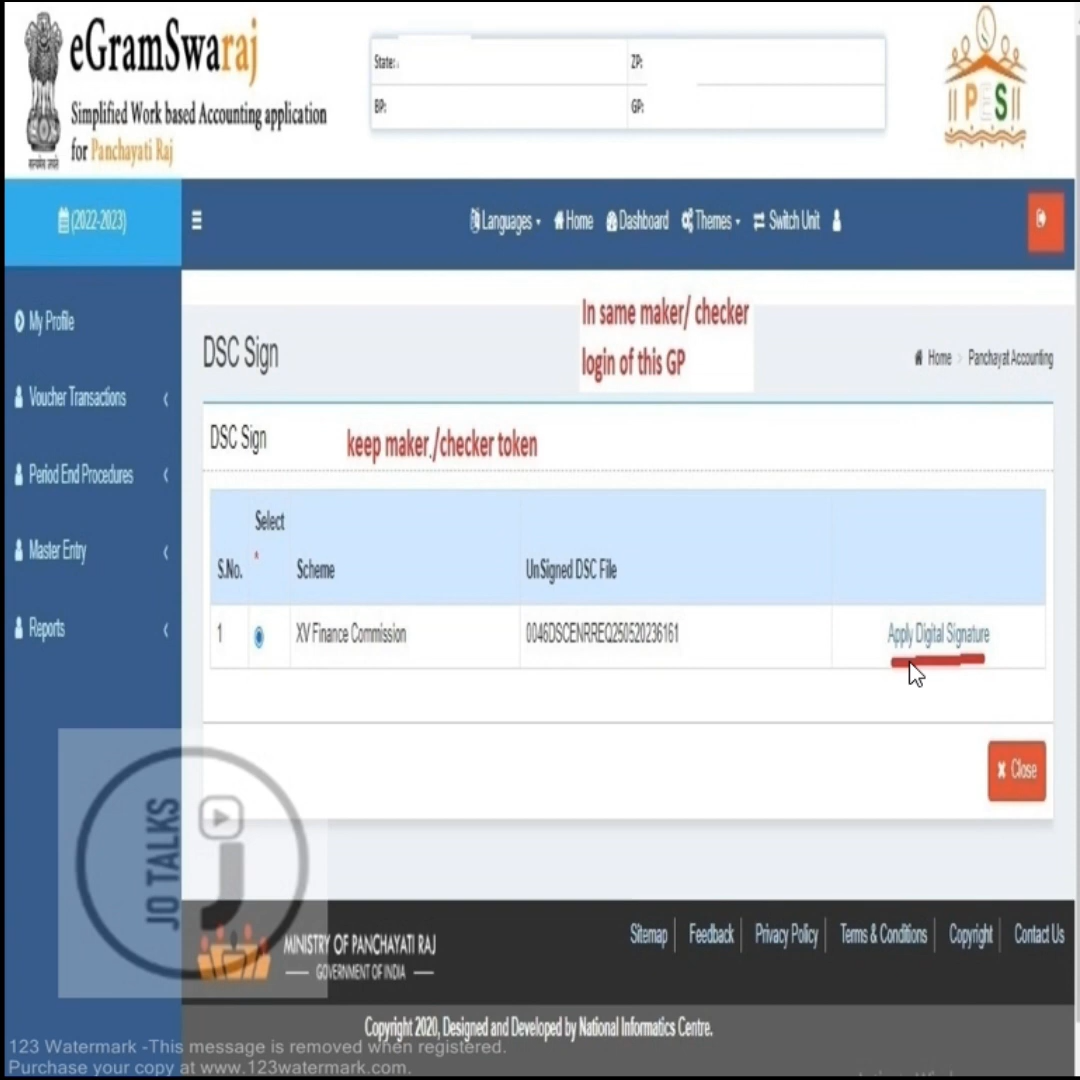 eGramSwaraj
Simplified Work based Accounting application
for Panchayati Raj
सत्यमेव जयते
State:
ZP:
BP:
GP:
P S
(2022-2023)
Languages
Home
Dashboard
Themes
Switch Unit
My Profile
Voucher Transactions
Period End Procedures
Master Entry
Reports
In same maker/ checker
login of this GP
DSC Sign
Home > Panchayat Accounting
DSC Sign
keep maker./checker token
S.No.
Select
*
Scheme
UnSigned DSC File
1
XV Finance Commission
0046DSCENRREQ250520236161
Apply Digital Signature
x Close
JO TALKS
J
MINISTRY OF PANCHAYATI RAJ
GOVERNMENT OF INDIA
Sitemap
Feedback
Privacy Policy
Terms & Conditions
Copyright
Contact Us
Copyright 2020, Designed and Developed by National Informatics Centre.
123 Watermark -This message is removed when registered.
Purchase your copy at www.123watermark.com.